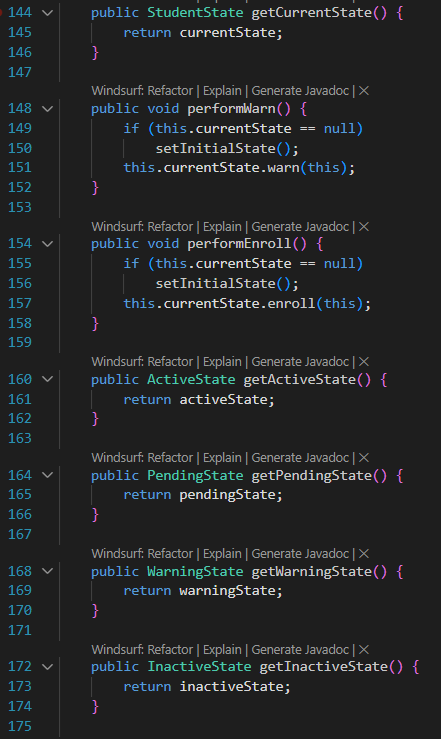 144 public StudentState getCurrentState() {
145 return currentState;
146 }
147
Windsurf: Refactor | Explain | Generate Javadoc | ×
148 public void performWarn() {
149 if (this.currentState == null)
150 setInitialState();
151 this.currentState.warn(this);
152 }
153
Windsurf: Refactor | Explain | Generate Javadoc | ×
154 public void performEnroll() {
155 if (this.currentState == null)
156 setInitialState();
157 this.currentState.enroll(this);
158 }
159
Windsurf: Refactor | Explain | Generate Javadoc | ×
160 public ActiveState getActiveState() {
161 return activeState;
162 }
163
Windsurf: Refactor | Explain | Generate Javadoc | ×
164 public PendingState getPendingState() {
165 return pendingState;
166 }
167
Windsurf: Refactor | Explain | Generate Javadoc | ×
168 public WarningState getWarningState() {
169 return warningState;
170 }
171
Windsurf: Refactor | Explain | Generate Javadoc | ×
172 public InactiveState getInactiveState() {
173 return inactiveState;
174 }
175